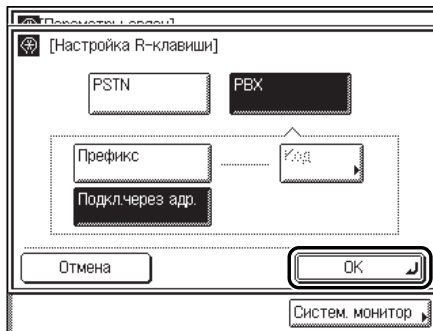 [Настройка R-клавиши]
PSTN
PBX
Префикс
Код
Подкл.через адр.
Отмена
OK
Систем. монитор